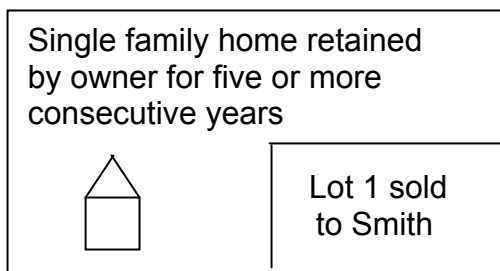 Single family home retained
by owner for five or more
consecutive years
Lot 1 sold
to Smith